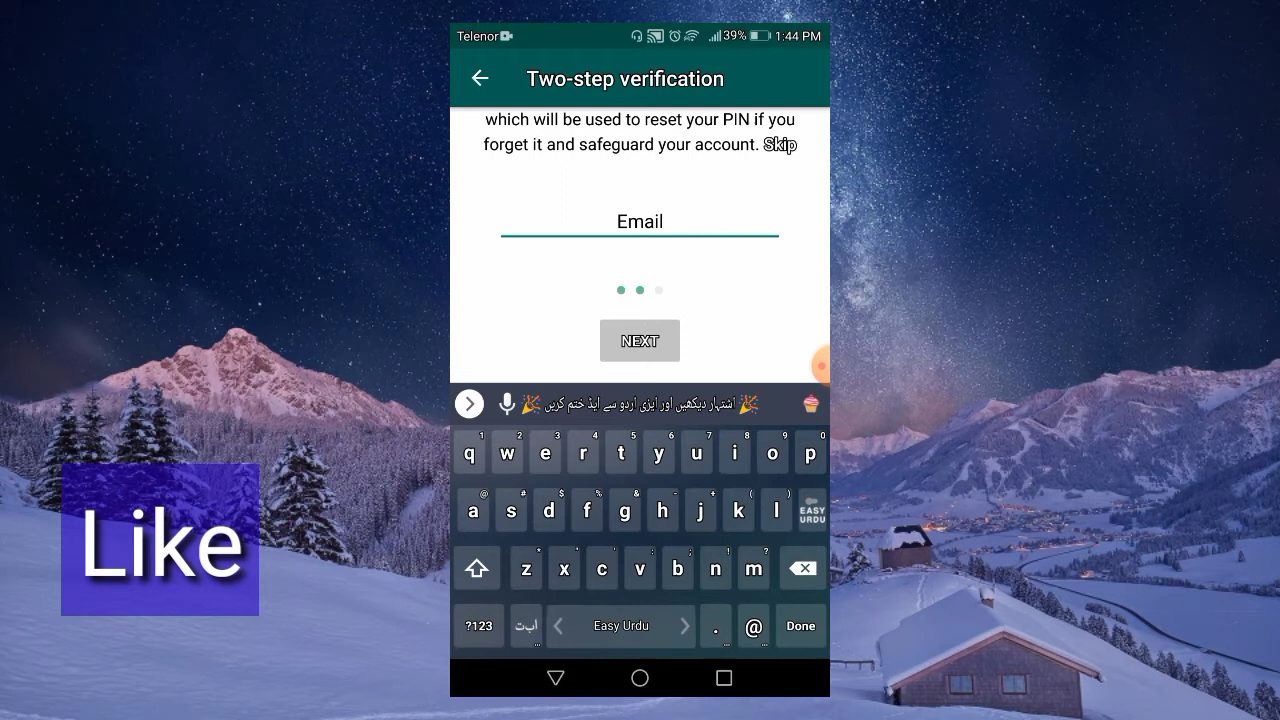 Telenor 39% 1:44 PM
Two-step verification
which will be used to reset your PIN if you
forget it and safeguard your account. Skip
Email
NEXT
🎉 اشتہار دیکھیں اور ایزی اردو سے ایڈ ختم کریں 🎉
1 2 3 4 5 6 7 8 9 0
q w e r t y u i o p
@ # $ % & - + ( )
a s d f g h j k l EASY URDU
* " ' : ; ! ?
z x c v b n m
?123 اب‌ت Easy Urdu . @ Done
Like